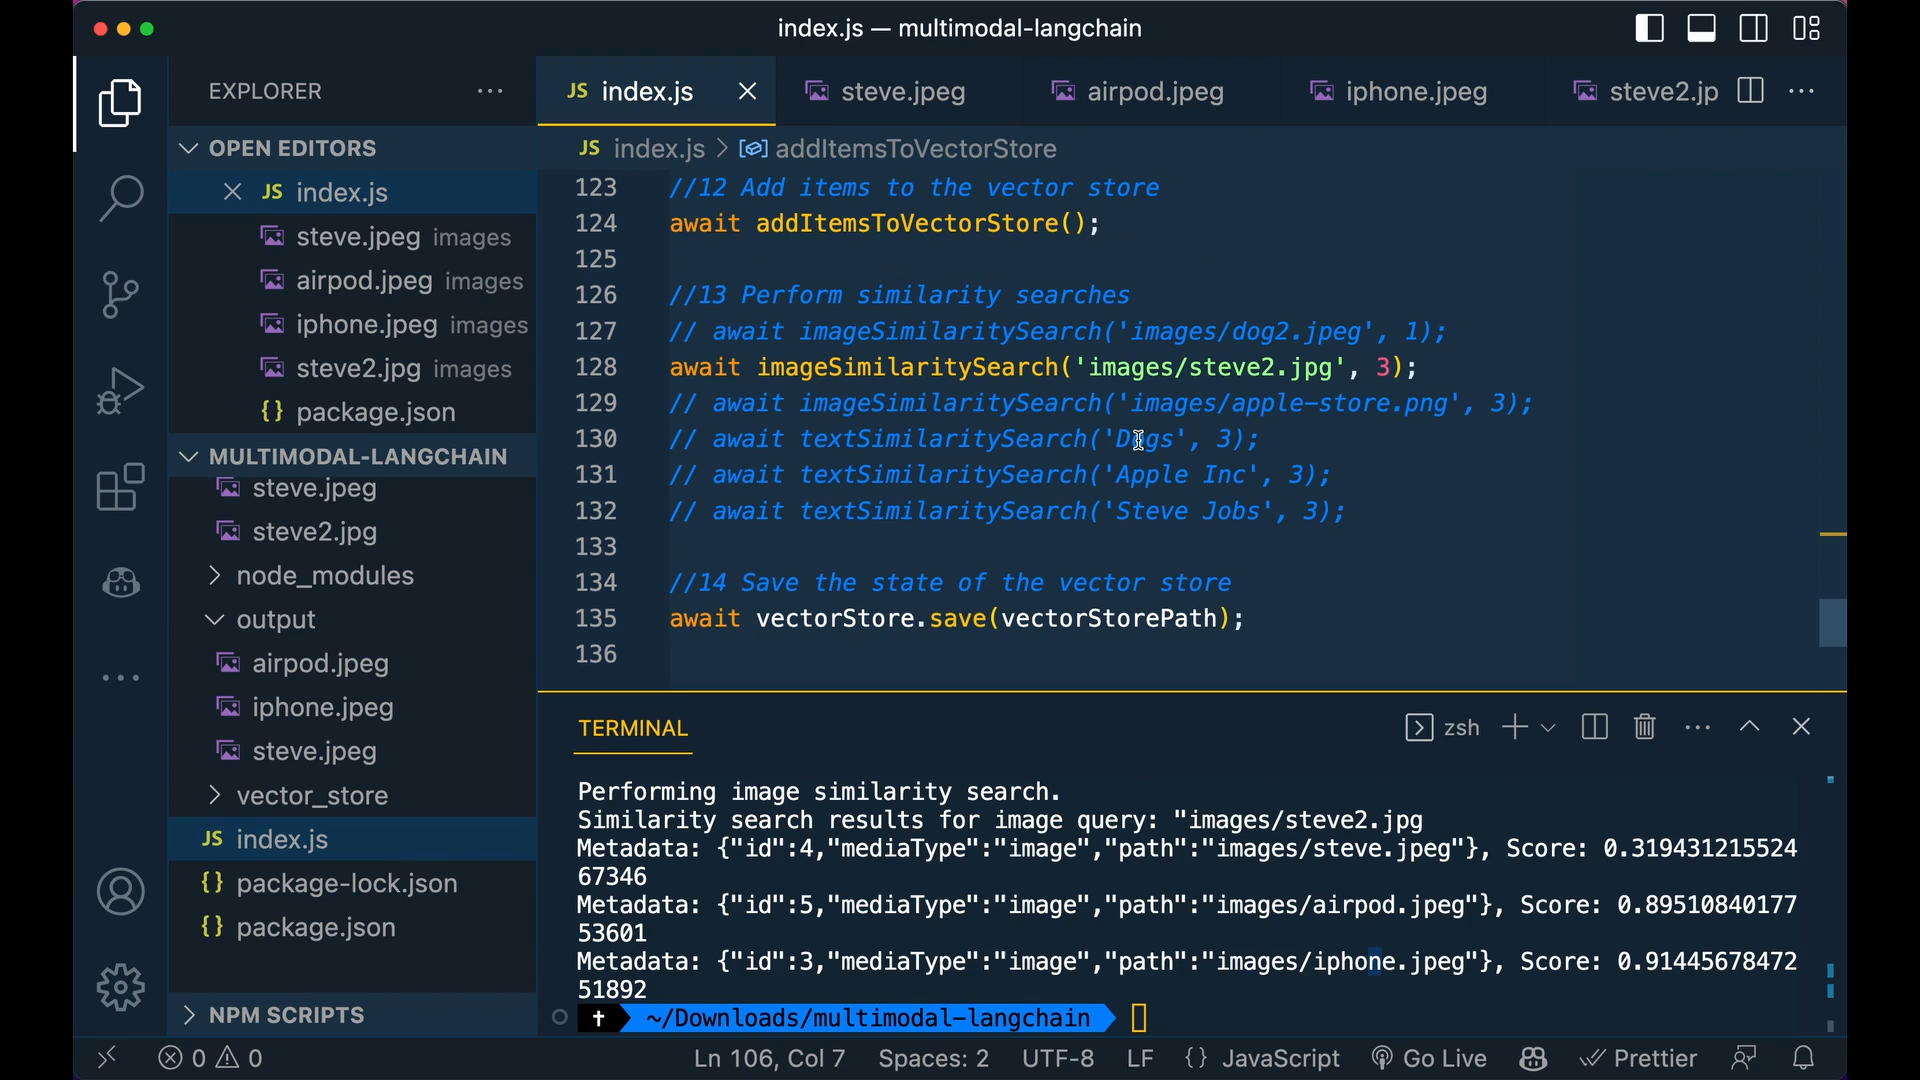 index.js — multimodal-langchain
EXPLORER
index.js
steve.jpeg
airpod.jpeg
iphone.jpeg
steve2.jp
OPEN EDITORS
JS index.js
steve.jpeg images
airpod.jpeg images
iphone.jpeg images
steve2.jpg images
{} package.json
MULTIMODAL-LANGCHAIN
steve.jpeg
steve2.jpg
node_modules
output
airpod.jpeg
iphone.jpeg
steve.jpeg
vector_store
JS index.js
{} package-lock.json
{} package.json
NPM SCRIPTS
JS index.js > addItemsToVectorStore
123 //12 Add items to the vector store
124 await addItemsToVectorStore();
125
126 //13 Perform similarity searches
127 // await imageSimilaritySearch('images/dog2.jpeg', 1);
128 await imageSimilaritySearch('images/steve2.jpg', 3);
129 // await imageSimilaritySearch('images/apple-store.png', 3);
130 // await textSimilaritySearch('Dogs', 3);
131 // await textSimilaritySearch('Apple Inc', 3);
132 // await textSimilaritySearch('Steve Jobs', 3);
133
134 //14 Save the state of the vector store
135 await vectorStore.save(vectorStorePath);
136
TERMINAL
zsh
Performing image similarity search.
Similarity search results for image query: "images/steve2.jpg
Metadata: {"id":4,"mediaType":"image","path":"images/steve.jpeg"}, Score: 0.319431215524
67346
Metadata: {"id":5,"mediaType":"image","path":"images/airpod.jpeg"}, Score: 0.89510840177
53601
Metadata: {"id":3,"mediaType":"image","path":"images/iphone.jpeg"}, Score: 0.91445678472
51892
~/Downloads/multimodal-langchain
0 0 Ln 106, Col 7 Spaces: 2 UTF-8 LF {} JavaScript Go Live Prettier